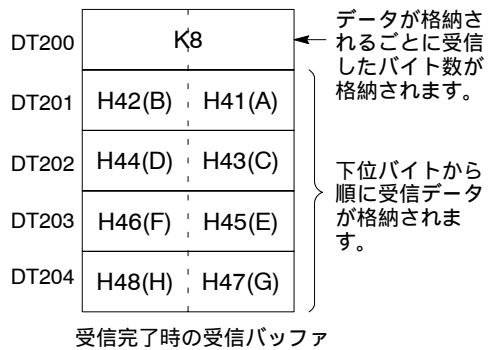 DT200 K8
データが格納さ
れるごとに受信
したバイト数が
格納されます。
DT201 H42(B) H41(A)
DT202 H44(D) H43(C)
DT203 H46(F) H45(E)
DT204 H48(H) H47(G)
下位バイトから
順に受信データ
が格納されま
す。
受信完了時の受信バッファ